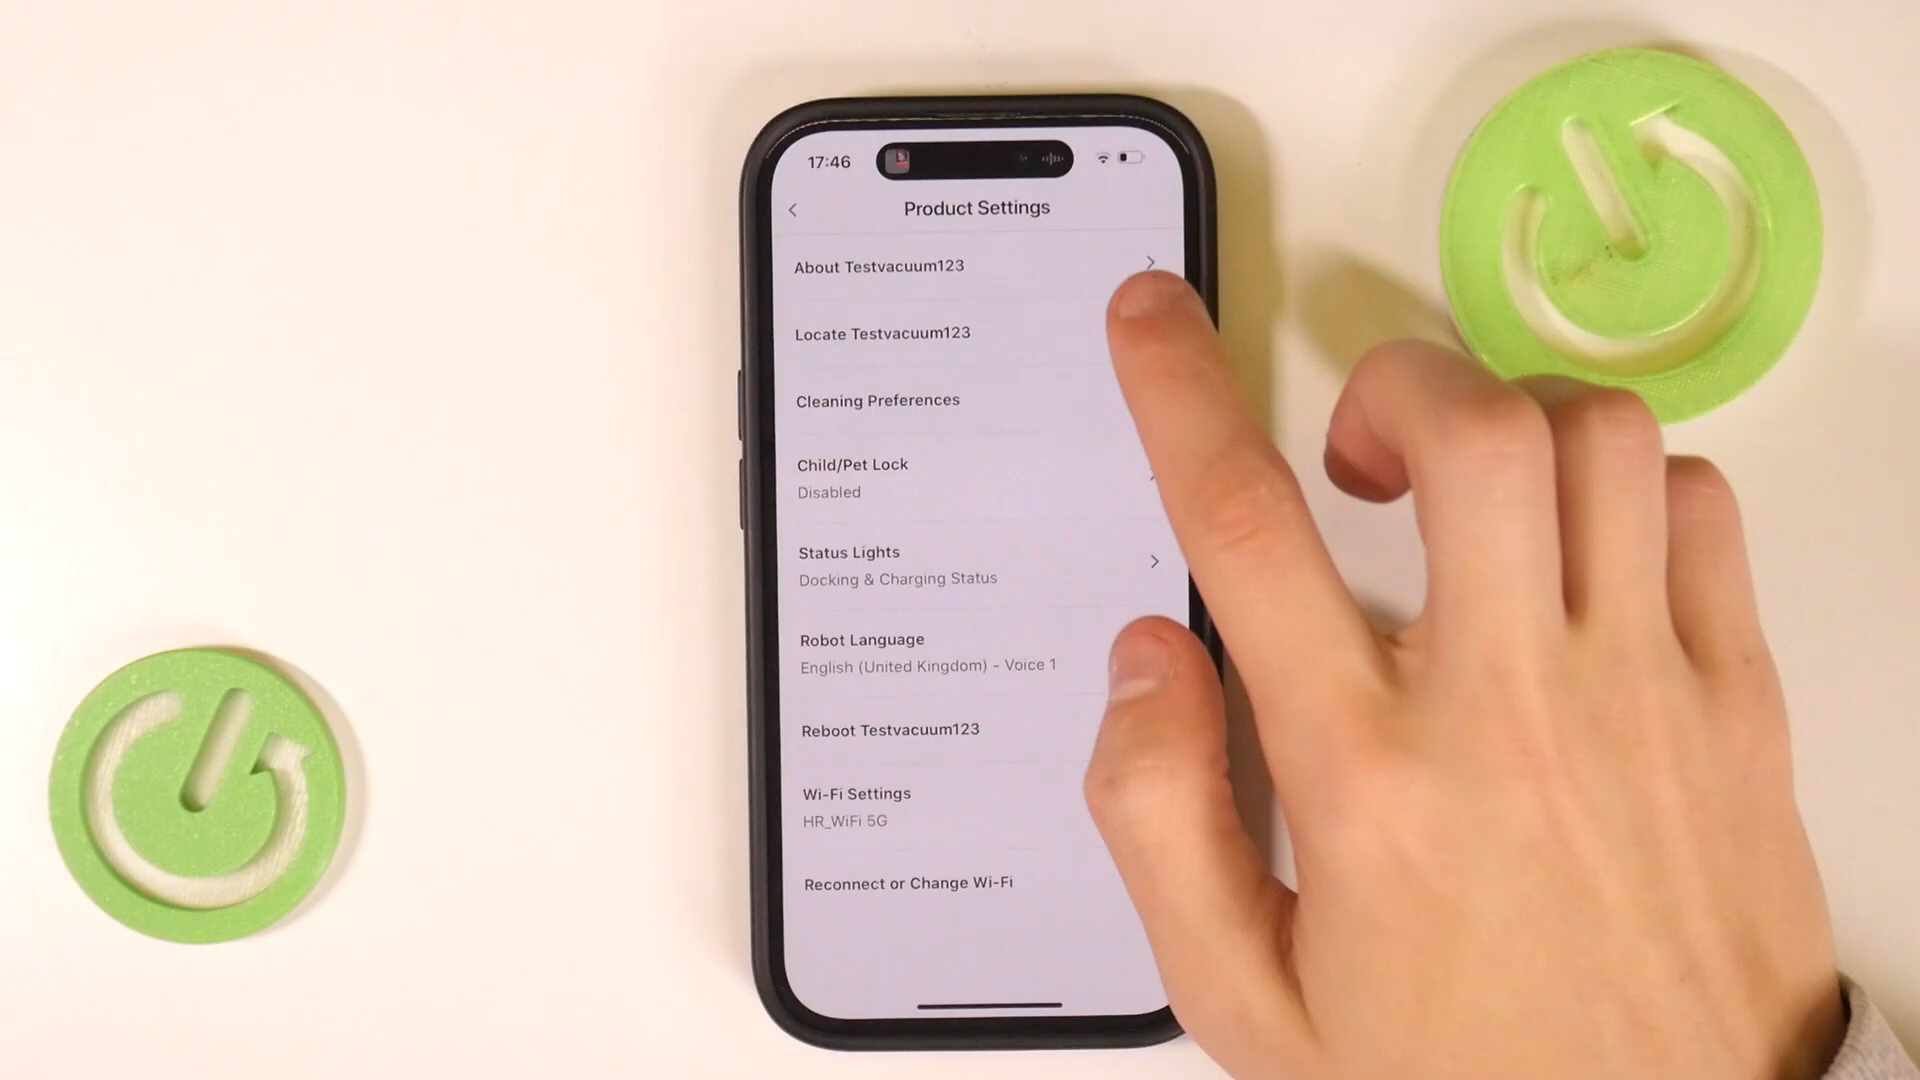 17:46
Product Settings
About Testvacuum123
Locate Testvacuum123
Cleaning Preferences
Child/Pet Lock
Disabled
Status Lights
Docking & Charging Status
Robot Language
English (United Kingdom) - Voice 1
Reboot Testvacuum123
Wi-Fi Settings
HR_WiFi 5G
Reconnect or Change Wi-Fi